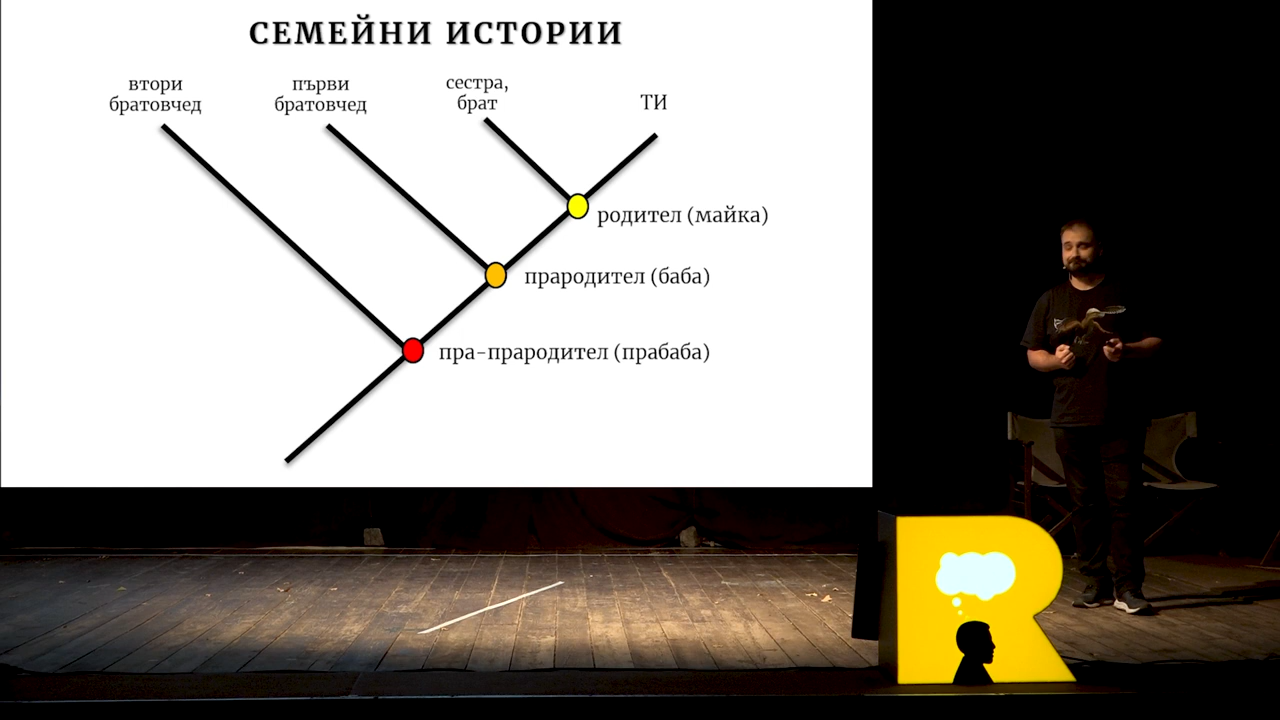 СЕМЕЙНИ ИСТОРИИ
втори
братовчед
първи
братовчед
сестра,
брат
ТИ
родител (майка)
прародител (баба)
пра-прародител (прабаба)
R